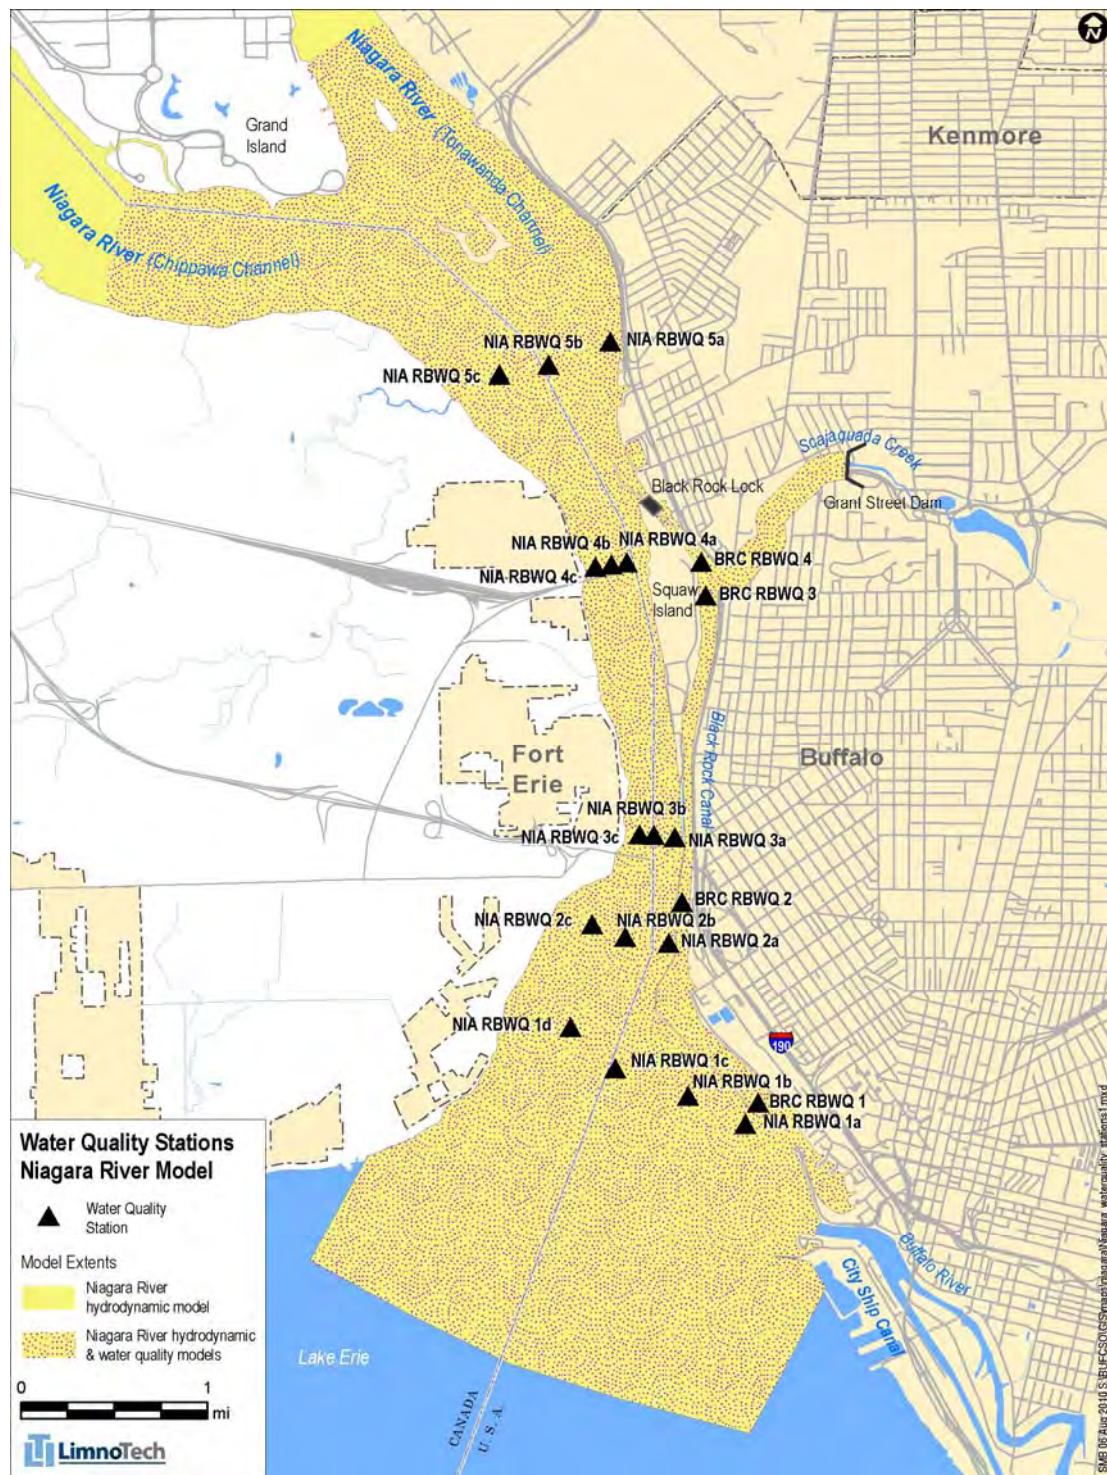 N
Niagara River (Tonawanda Channel)
Grand
Island
Kenmore
Niagara River (Chippawa Channel)
NIA RBWQ 5b
NIA RBWQ 5a
NIA RBWQ 5c
Scajaquada Creek
Black Rock Lock
Grant Street Dam
NIA RBWQ 4b
NIA RBWQ 4a
NIA RBWQ 4c
BRC RBWQ 4
Squaw
Island
BRC RBWQ 3
Black Rock Canal
Buffalo
Fort
Erie
NIA RBWQ 3b
NIA RBWQ 3c
NIA RBWQ 3a
BRC RBWQ 2
NIA RBWQ 2c
NIA RBWQ 2b
NIA RBWQ 2a
NIA RBWQ 1d
190
NIA RBWQ 1c
NIA RBWQ 1b
BRC RBWQ 1
NIA RBWQ 1a
Buffalo River
City Ship Canal
Lake Erie
CANADA
U. S. A.
Water Quality Stations
Niagara River Model
Water Quality
Station
Model Extents
Niagara River
hydrodynamic model
Niagara River hydrodynamic
& water quality models
0 1
mi
LimnoTech